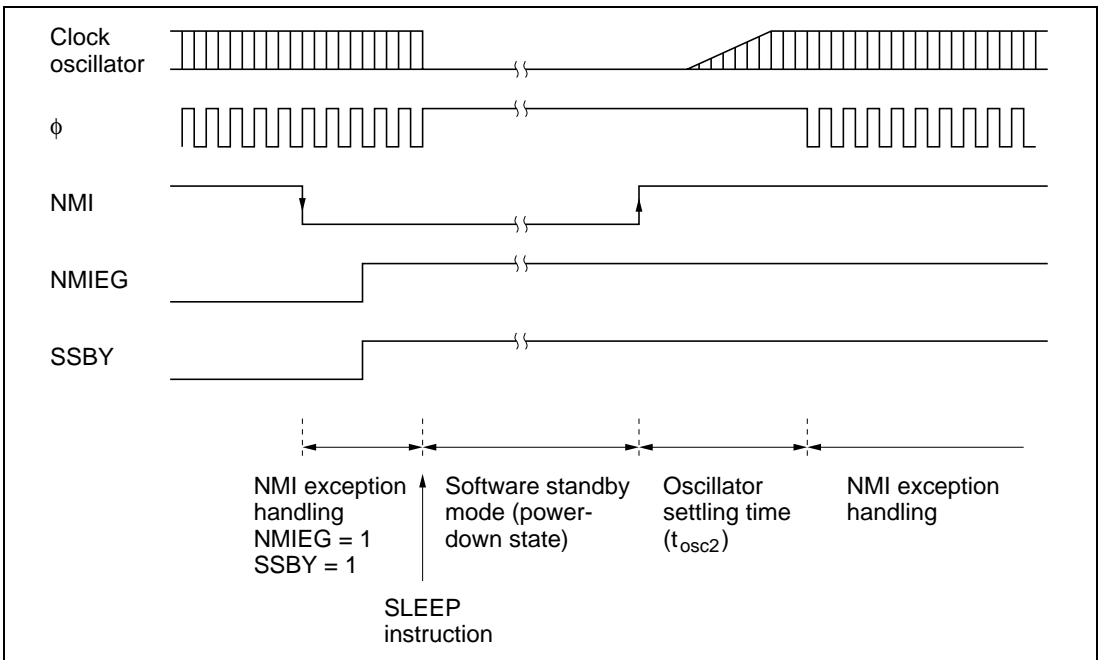 Clock
oscillator
φ
NMI
NMIEG
SSBY
NMI exception
handling
NMIEG = 1
SSBY = 1
Software standby
mode (power-
down state)
Oscillator
settling time
(tosc2)
NMI exception
handling
SLEEP
instruction